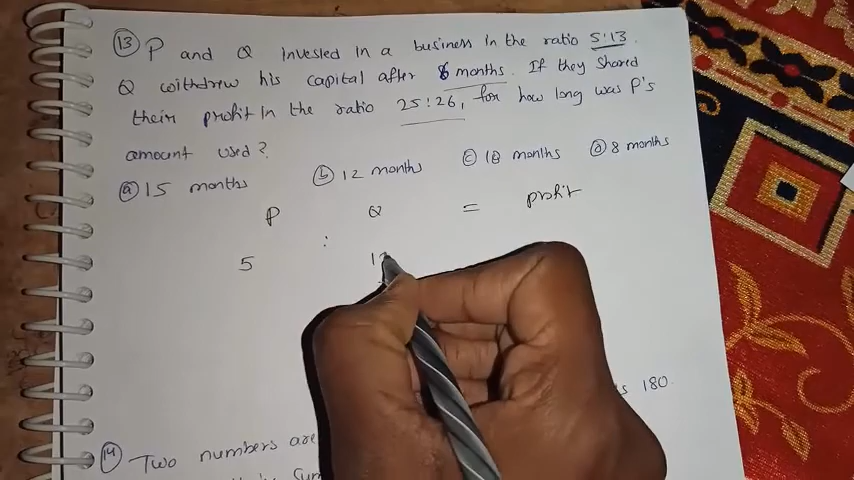 13 P and Q invested in a business in the ratio 5:13.
Q withdrew his capital after 8 months. If they shared
their profit in the ratio 25:26, for how long was P's
amount used?
(a) 15 months (b) 12 months (c) 18 months (d) 8 months
P : Q = profit
5 13
is 180.
14 Two numbers are